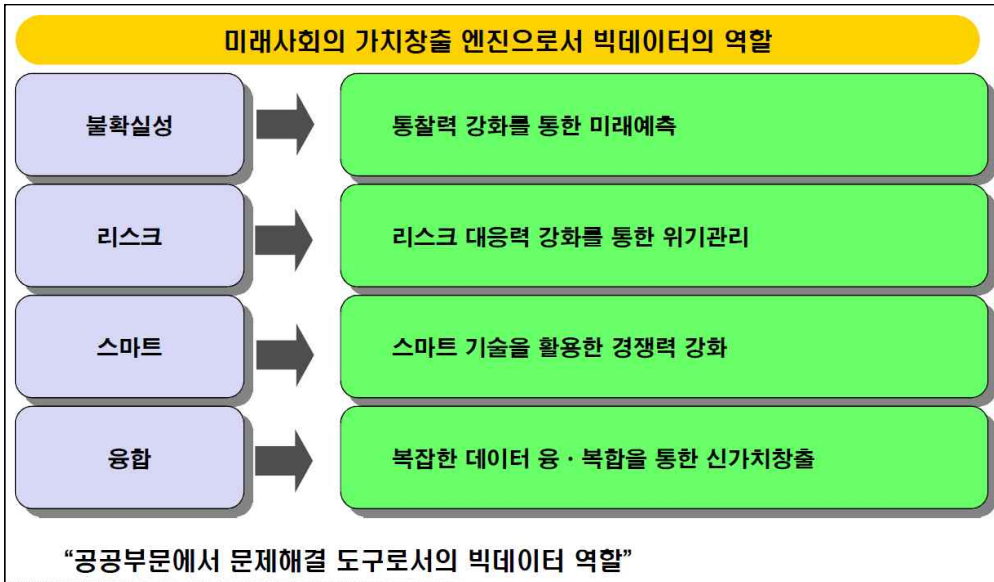 미래사회의 가치창출 엔진으로서 빅데이터의 역할
불확실성
통찰력 강화를 통한 미래예측
리스크
리스크 대응력 강화를 통한 위기관리
스마트
스마트 기술을 활용한 경쟁력 강화
융합
복잡한 데이터 융 · 복합을 통한 신가치창출
“공공부문에서 문제해결 도구로서의 빅데이터 역할”